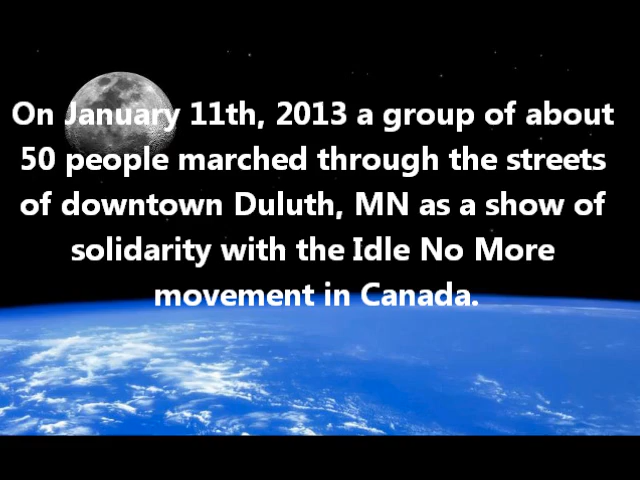 On January 11th, 2013 a group of about
50 people marched through the streets
of downtown Duluth, MN as a show of
solidarity with the Idle No More
movement in Canada.